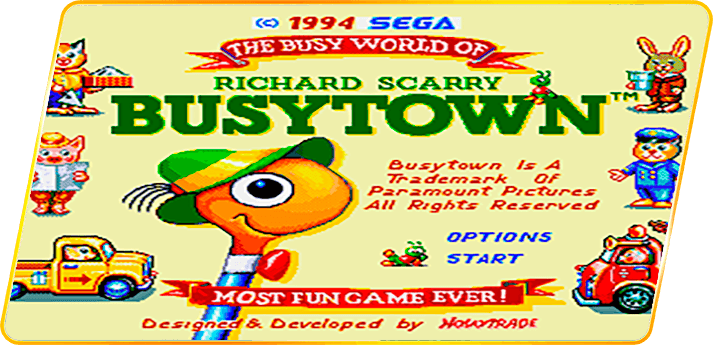 © 1994 SEGA
THE BUSY WORLD OF
RICHARD SCARRY
BUSYTOWN™
Busytown Is A
Trademark Of
Paramount Pictures
All Rights Reserved
OPTIONS
START
MOST FUN GAME EVER!
Designed & Developed by NOVOTRADE